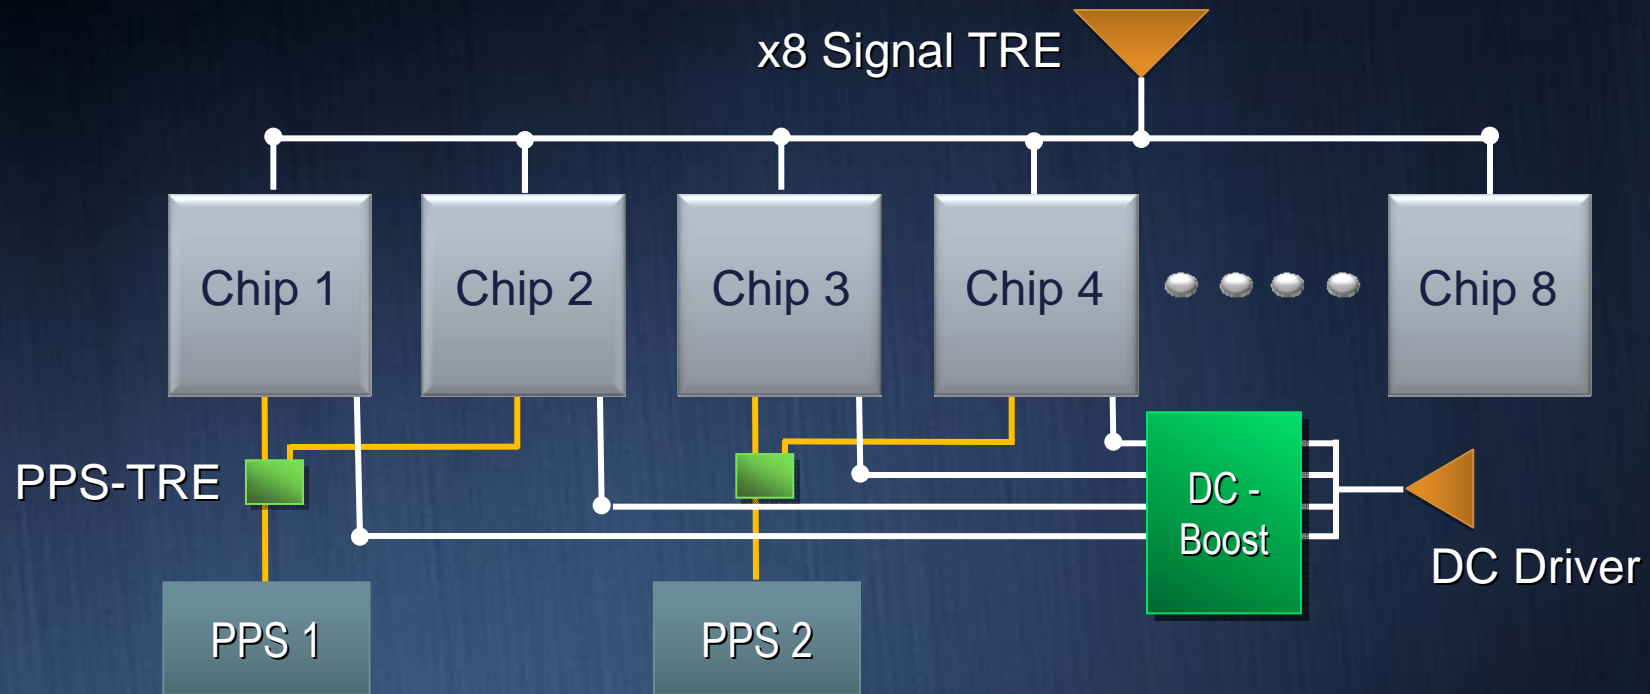 x8 Signal TRE
Chip 1
Chip 2
Chip 3
Chip 4
Chip 8
PPS-TRE
DC -
Boost
DC Driver
PPS 1
PPS 2